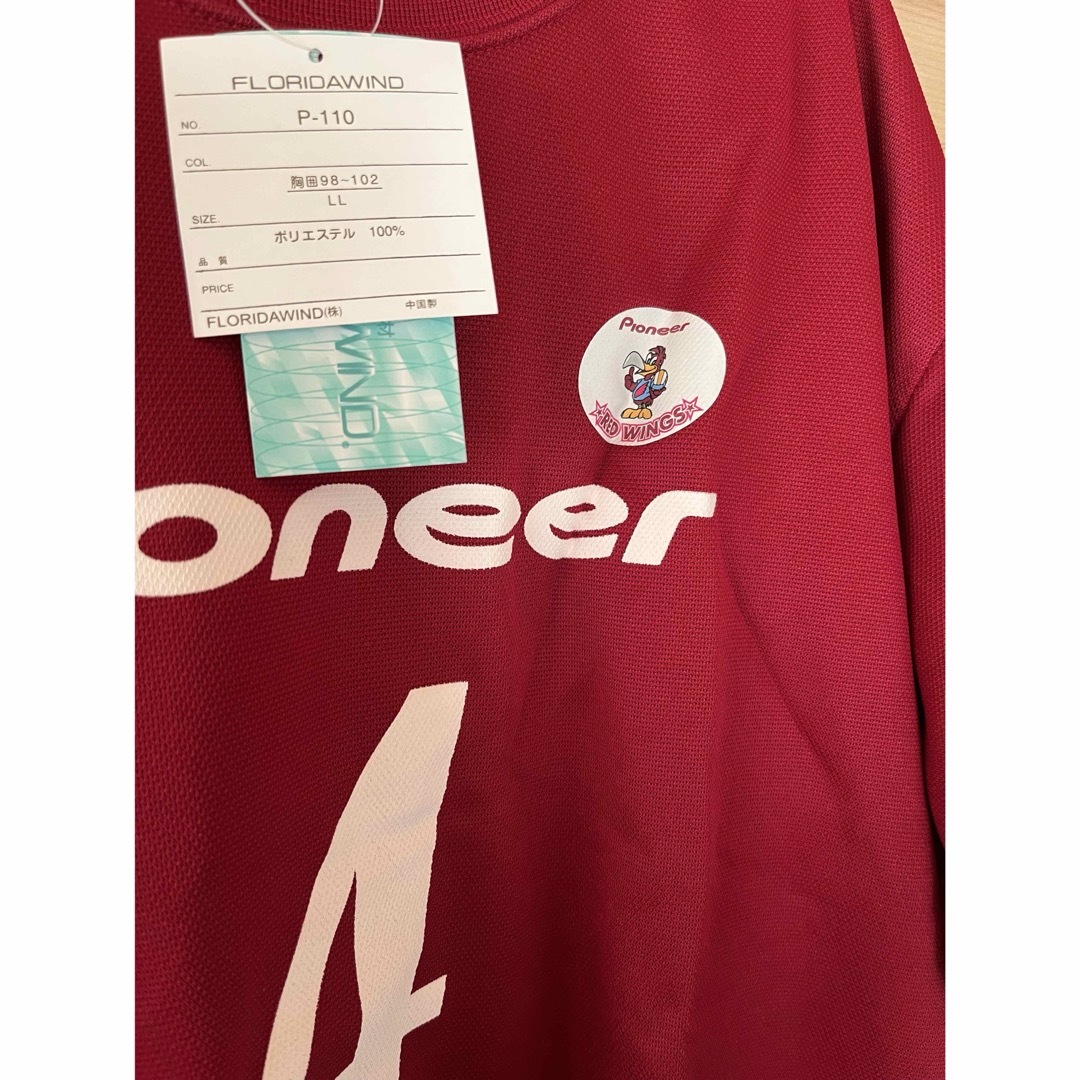 FLORIDAWIND
NO. P-110
COL.
胸囲98~102
LL
SIZE.
ポリエステル 100%
品質
PRICE
FLORIDAWIND(株) 中国製
WIND.
Pioneer
RED WINGS
oneer
4